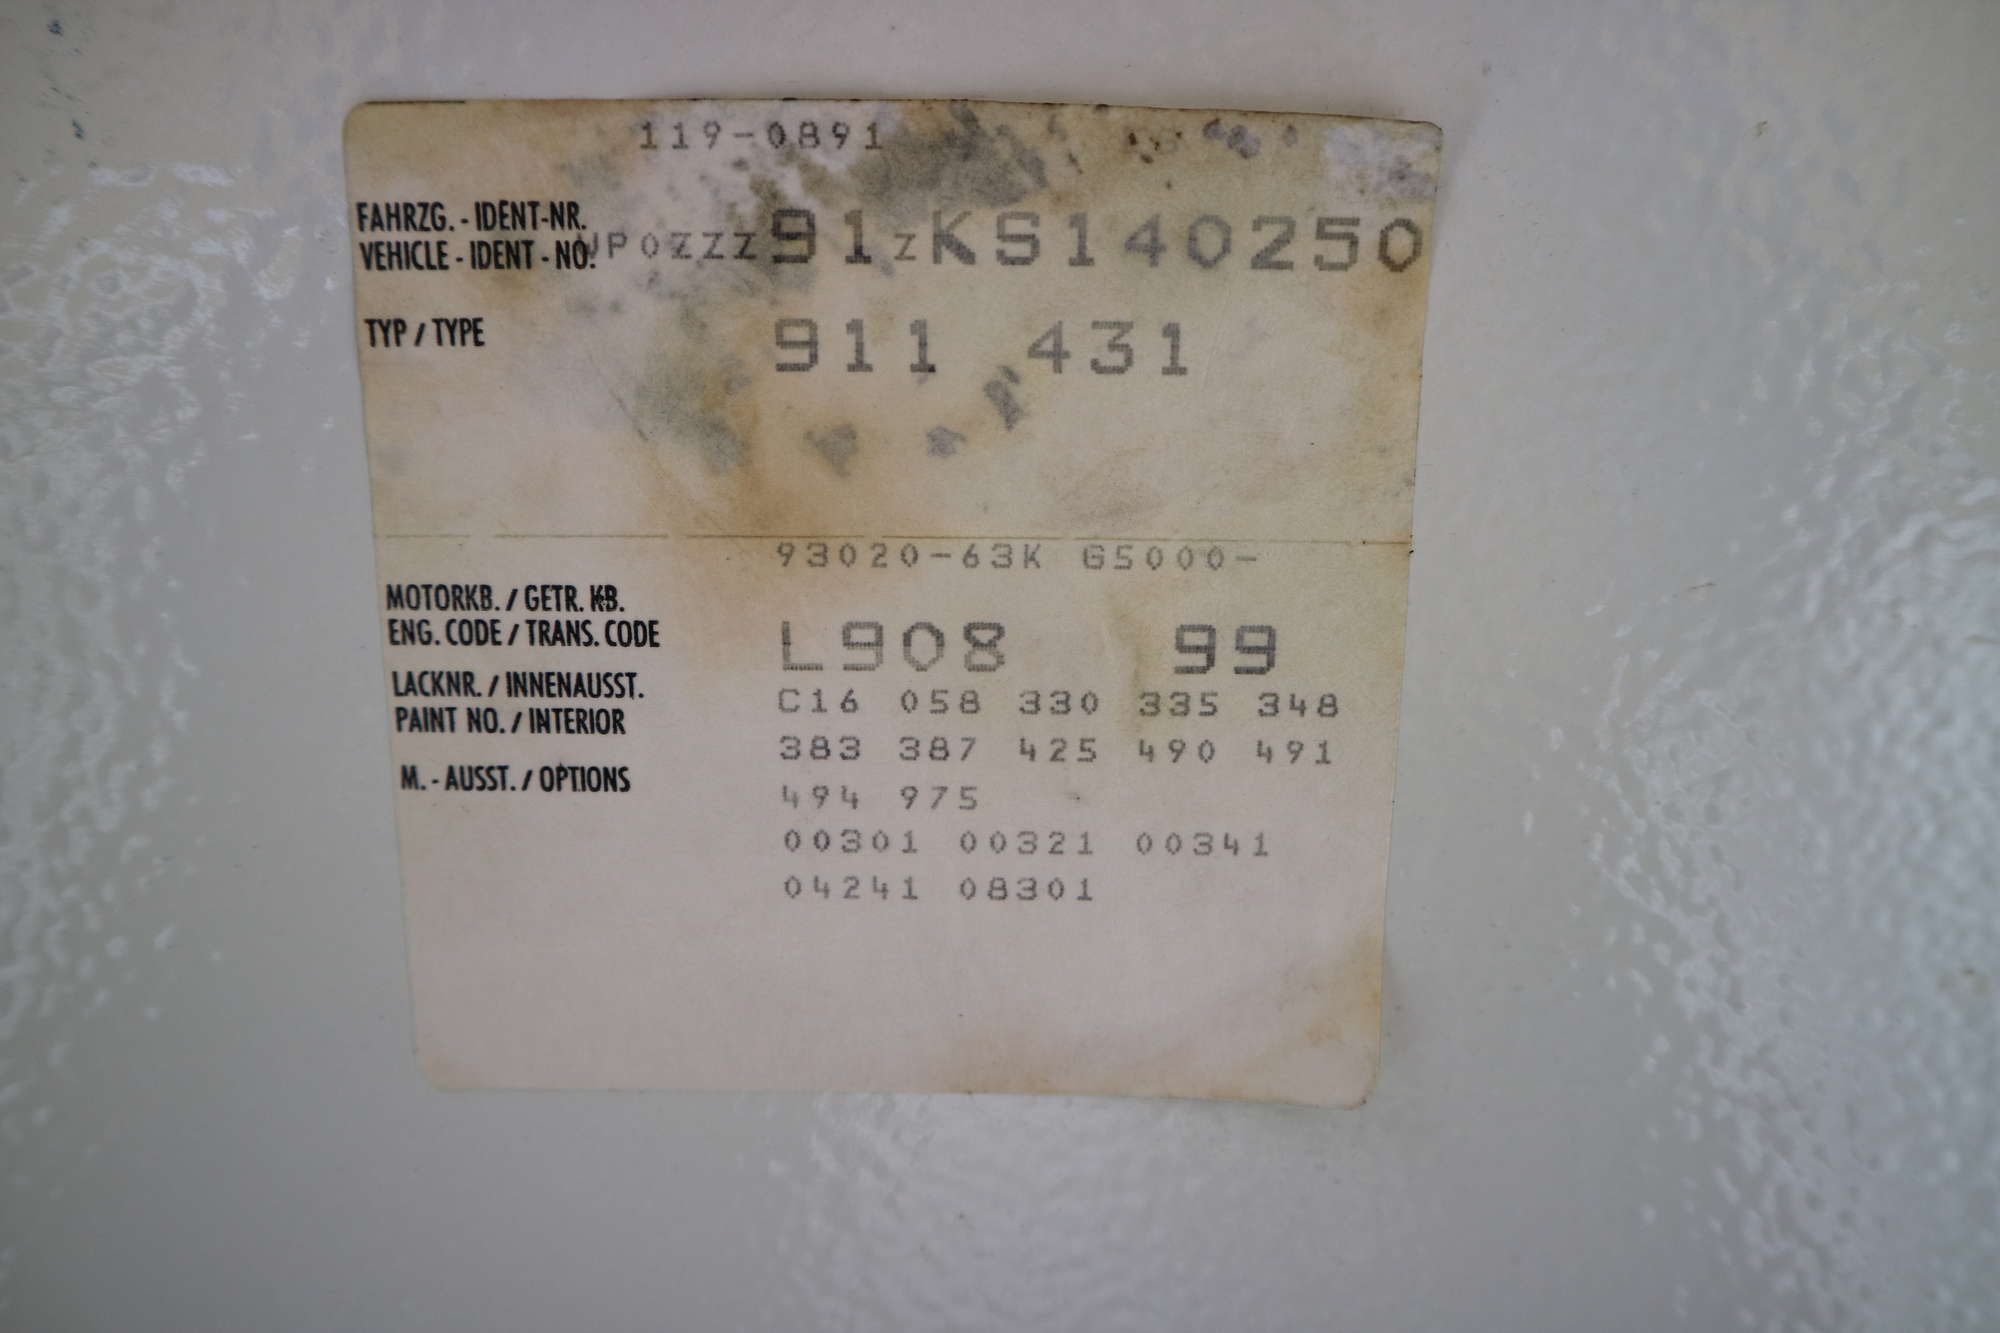 119-0891
FAHRZG. - IDENT-NR.
VEHICLE - IDENT - NO. WP0ZZZ91ZKS140250
TYP / TYPE 911 431
93020-63K G5000-
MOTORKB. / GETR. KB.
ENG. CODE / TRANS. CODE L908 99
LACKNR. / INNENAUSST. C16 058 330 335 348
PAINT NO. / INTERIOR
383 387 425 490 491
M. - AUSST. / OPTIONS 494 975
00301 00321 00341
04241 08301